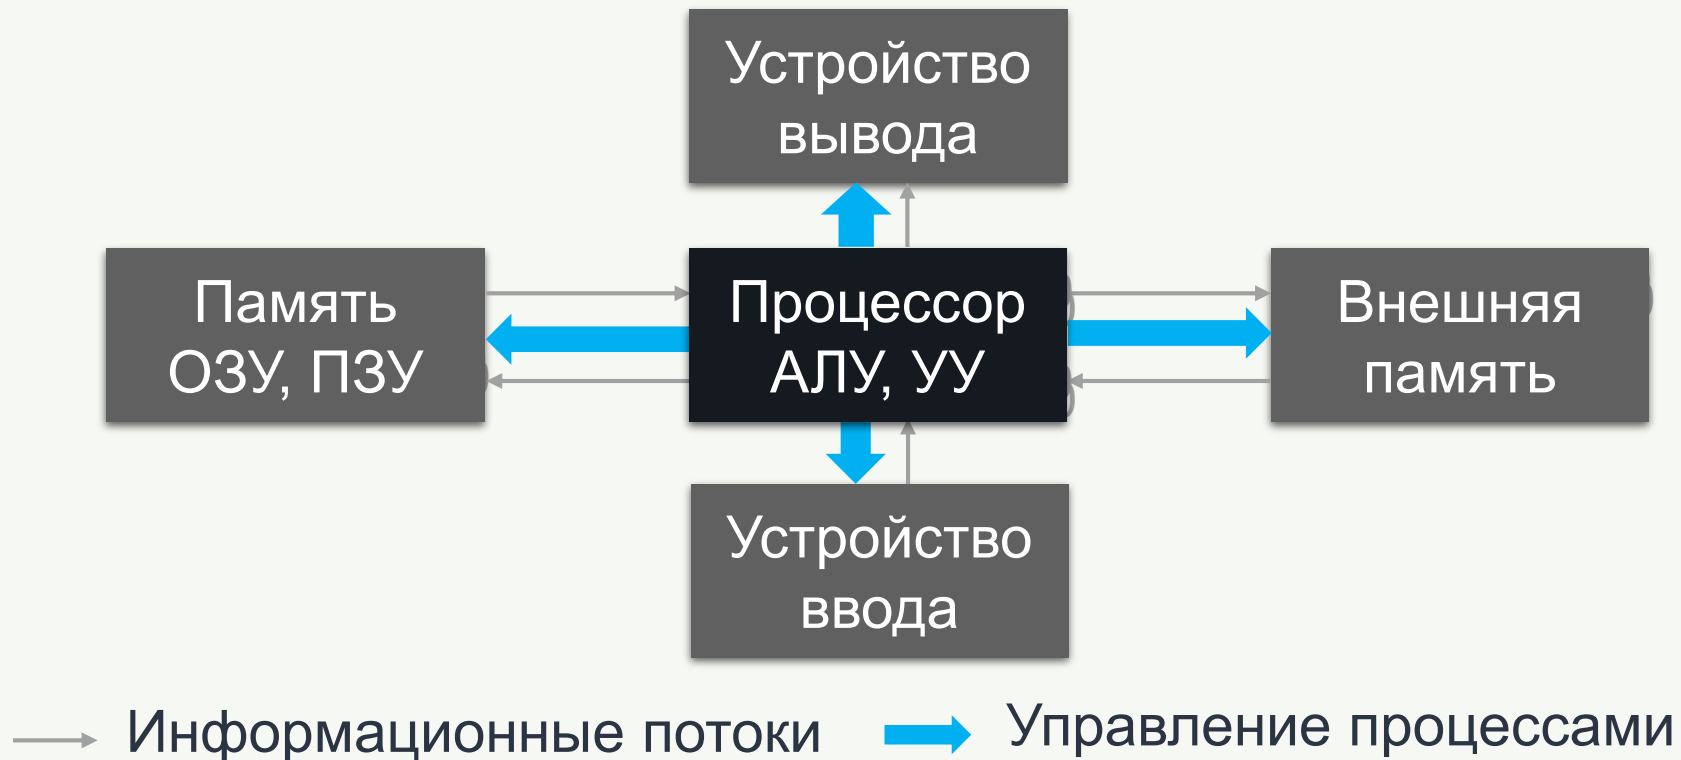 Устройство
вывода
Память
ОЗУ, ПЗУ
Процессор
АЛУ, УУ
Внешняя
память
Устройство
ввода
Информационные потоки
Управление процессами